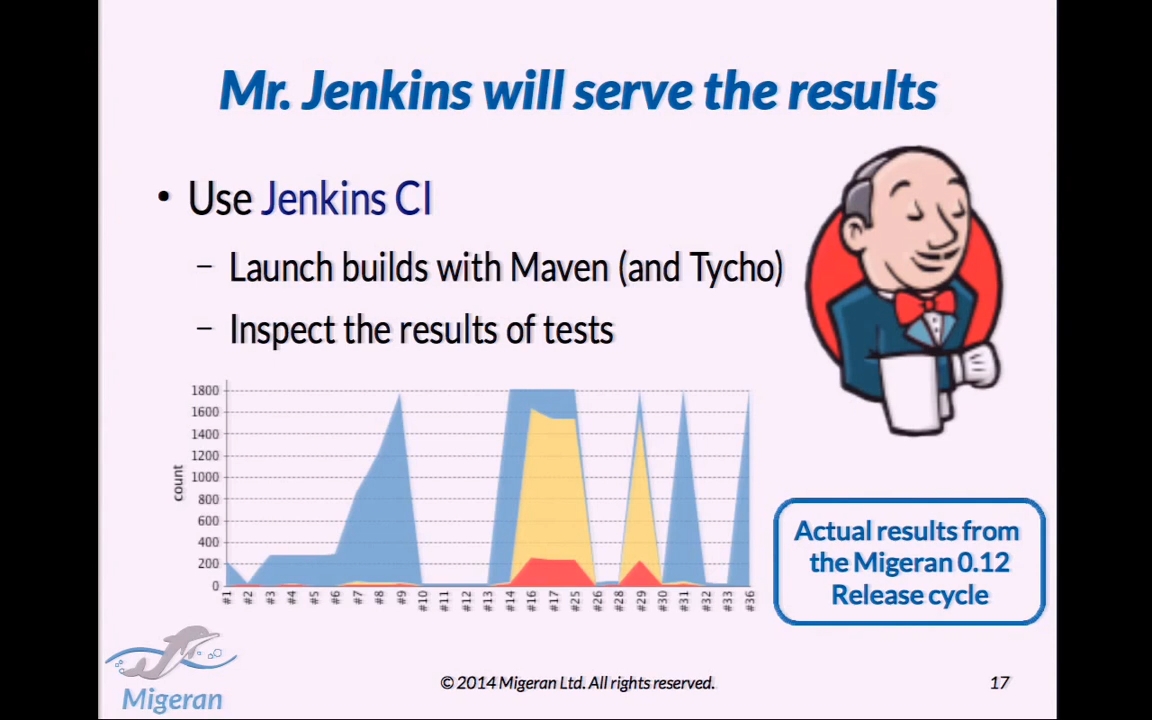 Mr. Jenkins will serve the results
• Use Jenkins CI
– Launch builds with Maven (and Tycho)
– Inspect the results of tests
1800
1600
1400
1200
1000
800
600
400
200
0
count
#1 #2 #3 #4 #5 #6 #7 #8 #9 #10 #11 #12 #13 #14 #16 #17 #25 #26 #28 #29 #30 #31 #32 #33 #36
Actual results from
the Migeran 0.12
Release cycle
Migeran
© 2014 Migeran Ltd. All rights reserved.
17